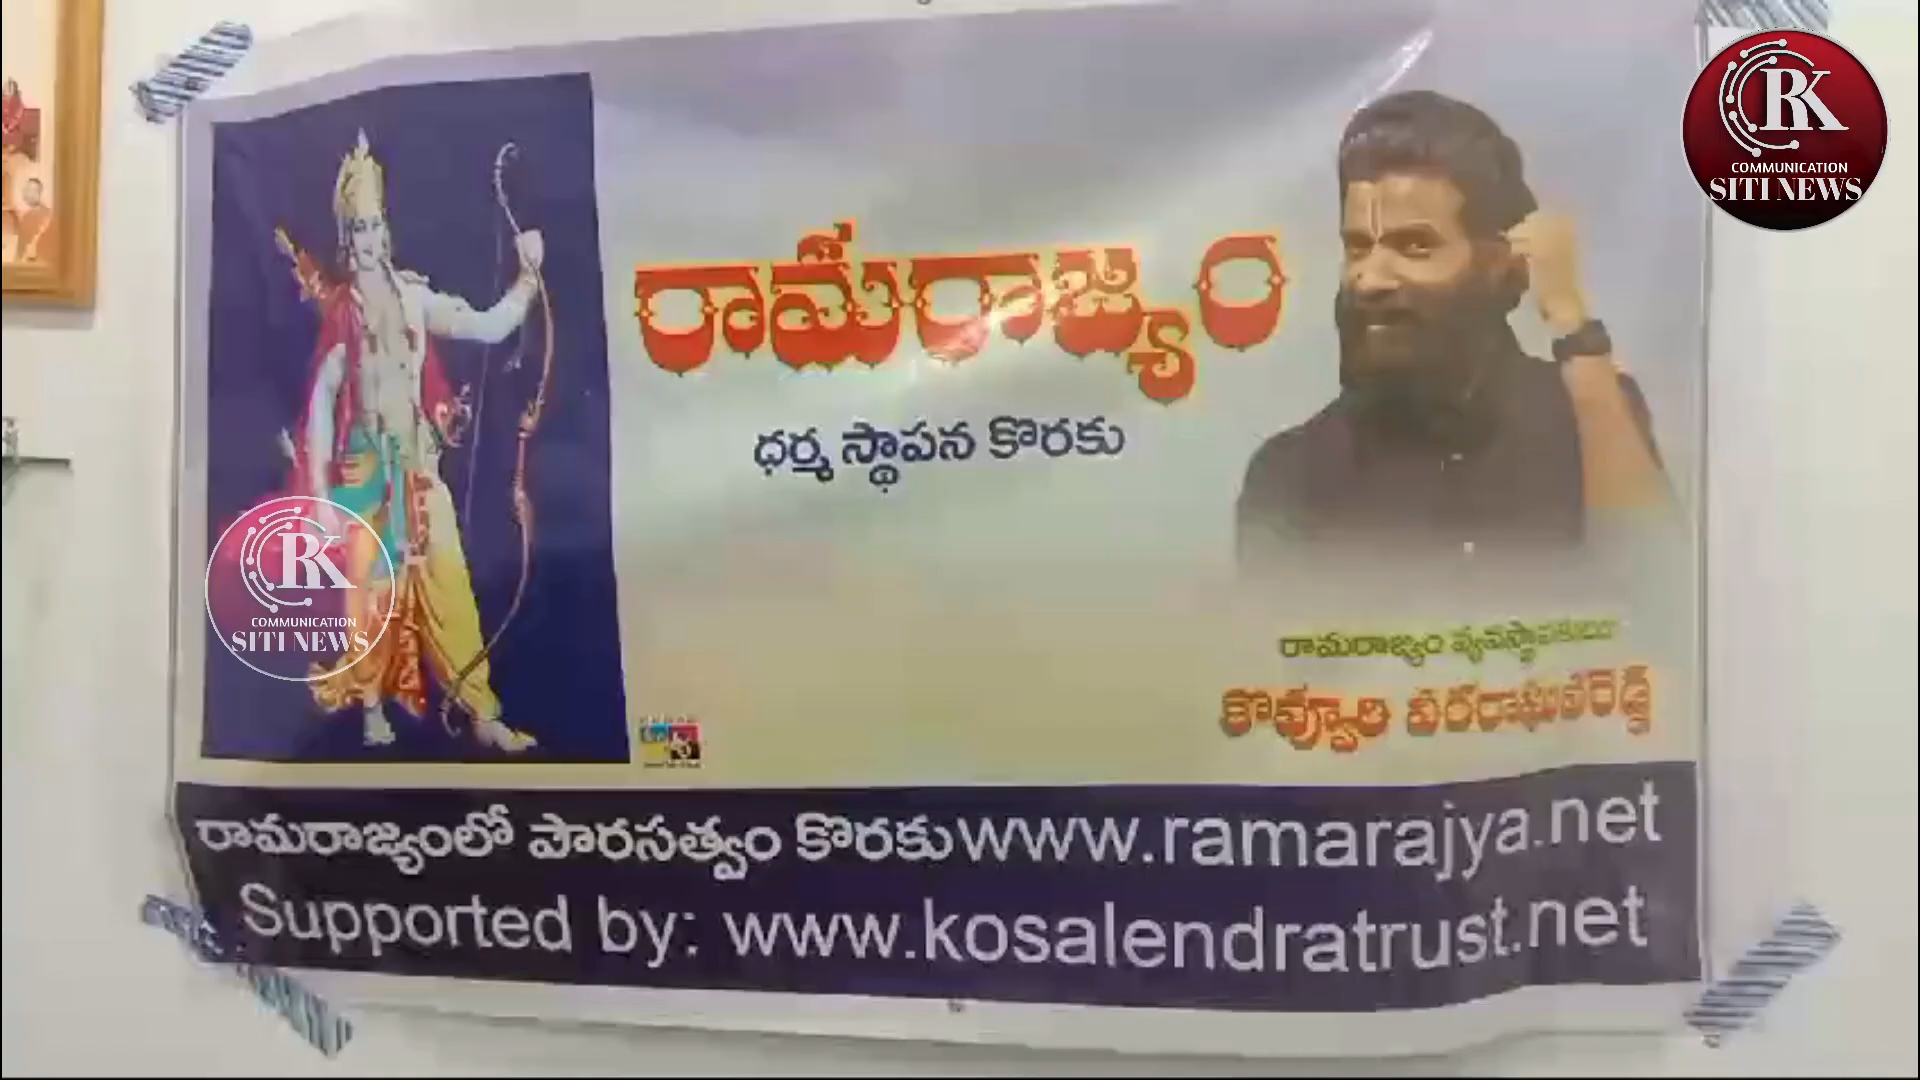 RK
COMMUNICATION
SITI NEWS
రామరాజ్యం
ధర్మ స్థాపన కొరకు
RK
COMMUNICATION
SITI NEWS
రామరాజ్యం వ్యవస్థాపకులు
కొవ్వూరి వీరరాఘవరెడ్డి
రామరాజ్యంలో పౌరసత్వం కొరకు www.ramarajya.net
Supported by: www.kosalendratrust.net